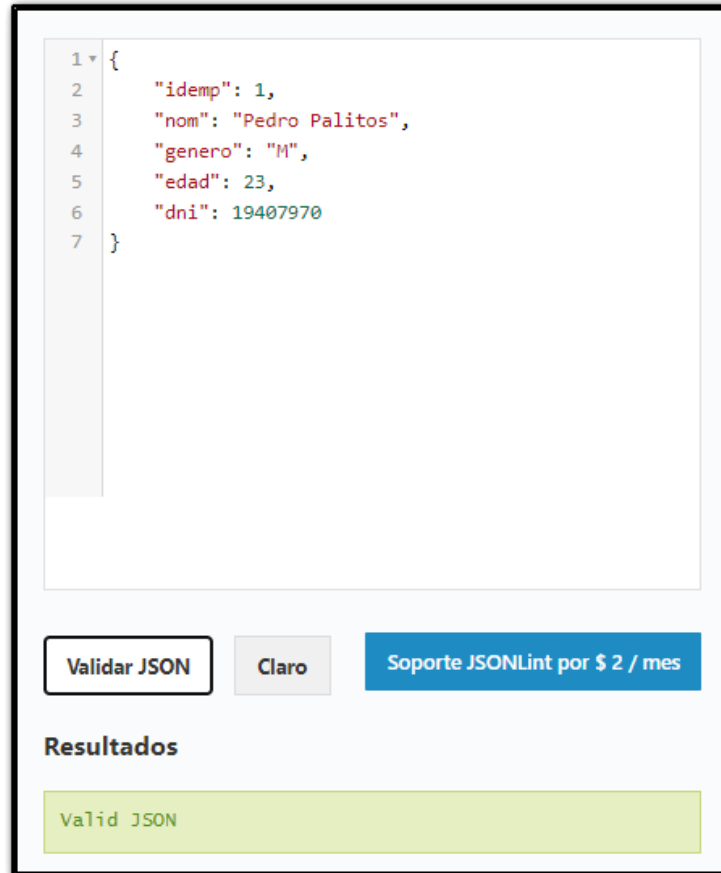 1 {
2     "idemp": 1,
3     "nom": "Pedro Palitos",
4     "genero": "M",
5     "edad": 23,
6     "dni": 19407970
7 }
Validar JSON Claro Soporte JSONLint por $ 2 / mes
Resultados
Valid JSON